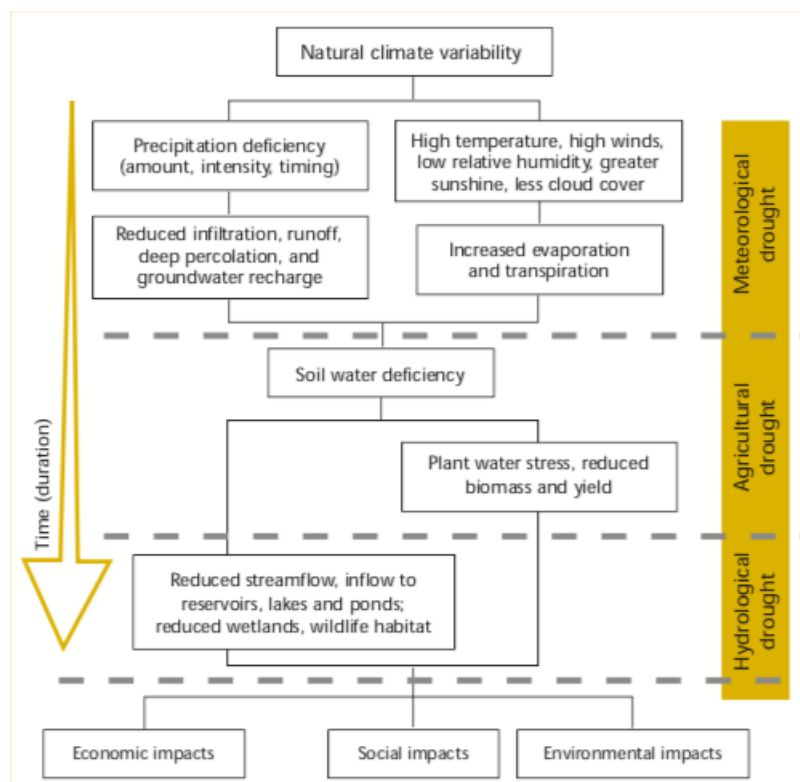 Natural climate variability
Precipitation deficiency
(amount, intensity, timing)
High temperature, high winds,
low relative humidity, greater
sunshine, less cloud cover
Reduced infiltration, runoff,
deep percolation, and
groundwater recharge
Increased evaporation
and transpiration
Meteorological
drought
Soil water deficiency
Plant water stress, reduced
biomass and yield
Agricultural
drought
Time (duration)
Reduced streamflow, inflow to
reservoirs, lakes and ponds;
reduced wetlands, wildlife habitat
Hydrological
drought
Economic impacts
Social impacts
Environmental impacts